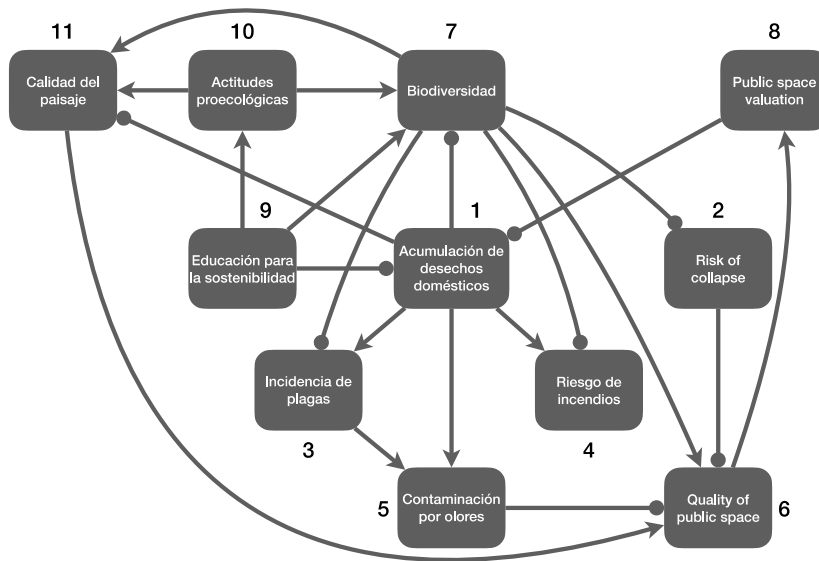 11
10
7
8
Calidad del
paisaje
Actitudes
proecológicas
Biodiversidad
Public space
valuation
9
1
2
Educación para
la sostenibilidad
Acumulación de
desechos
domésticos
Risk of
collapse
Incidencia de
plagas
Riesgo de
incendios
3
4
5
Contaminación
por olores
Quality of
public space
6